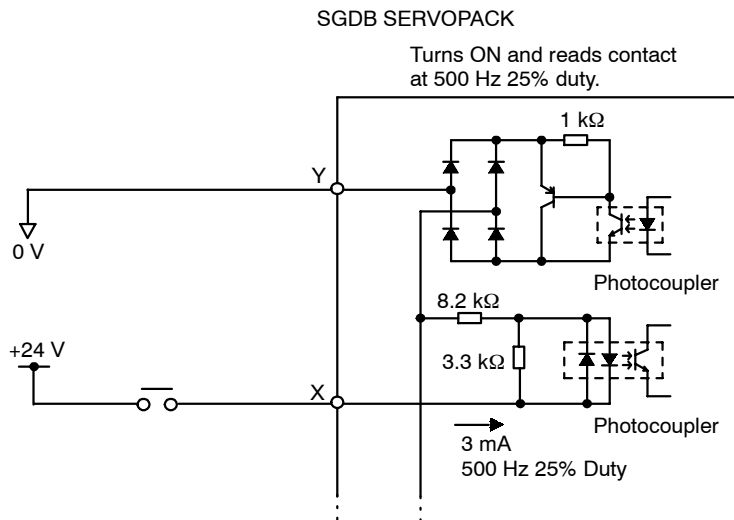 SGDB SERVOPACK
Turns ON and reads contact
at 500 Hz 25% duty.
1 kΩ
Y
0 V
Photocoupler
8.2 kΩ
+24 V
3.3 kΩ
X
Photocoupler
3 mA
500 Hz 25% Duty